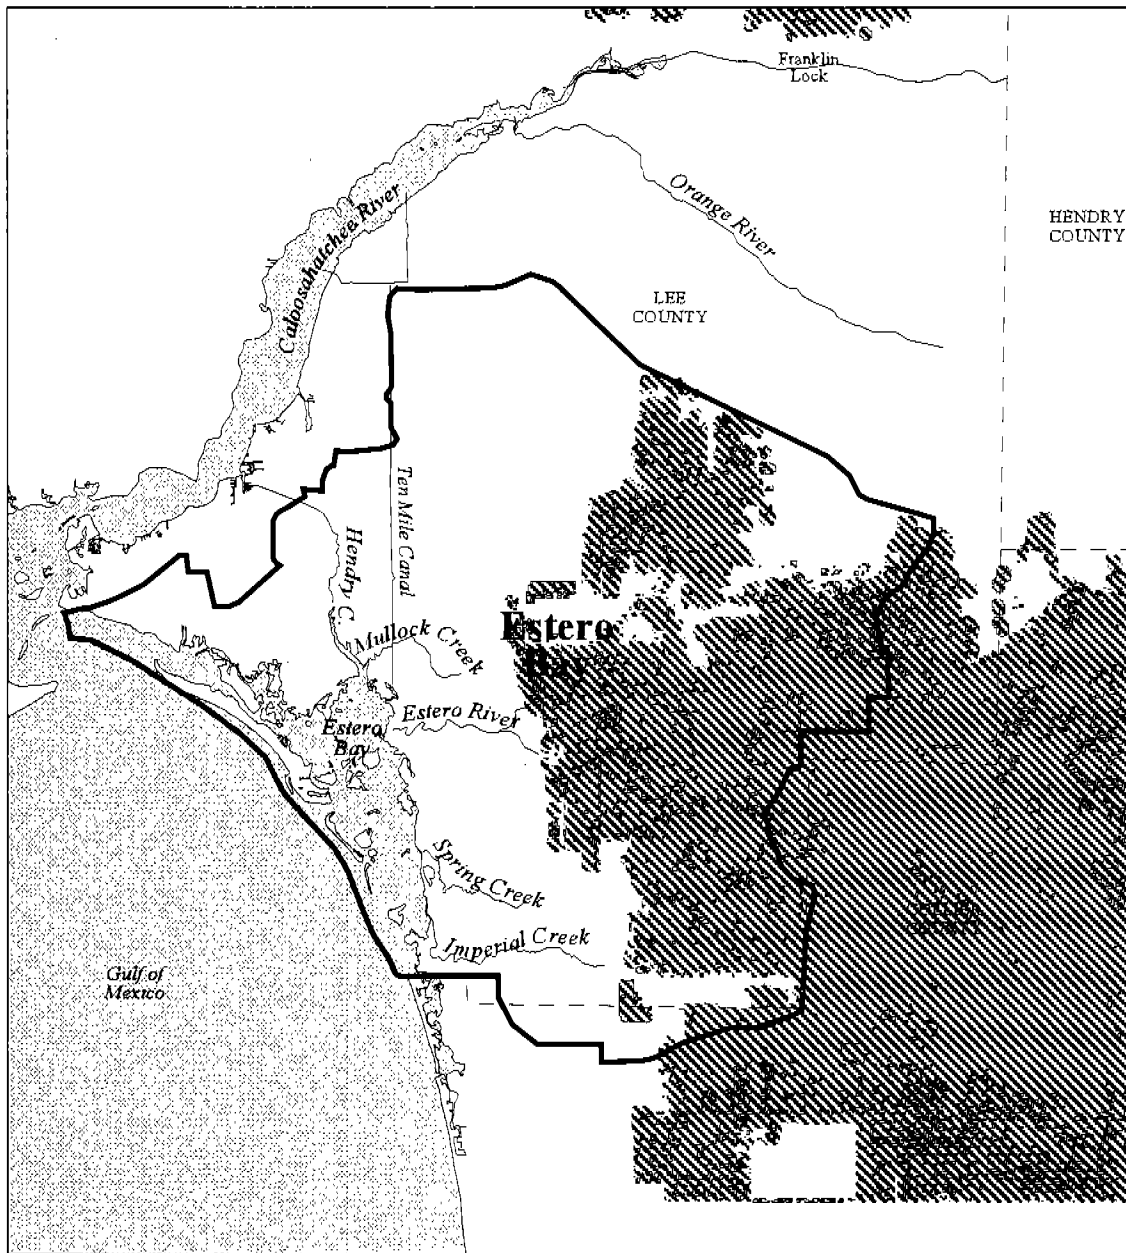 Franklin
Lock
Orange River
HENDRY
COUNTY
Caloosahatchee River
LEE
COUNTY
Ten Mile Canal
Hendry C.
Estero
Bay
Mullock Creek
Estero River
Estero
Bay
Spring Creek
Imperial Creek
Gulf of
Mexico